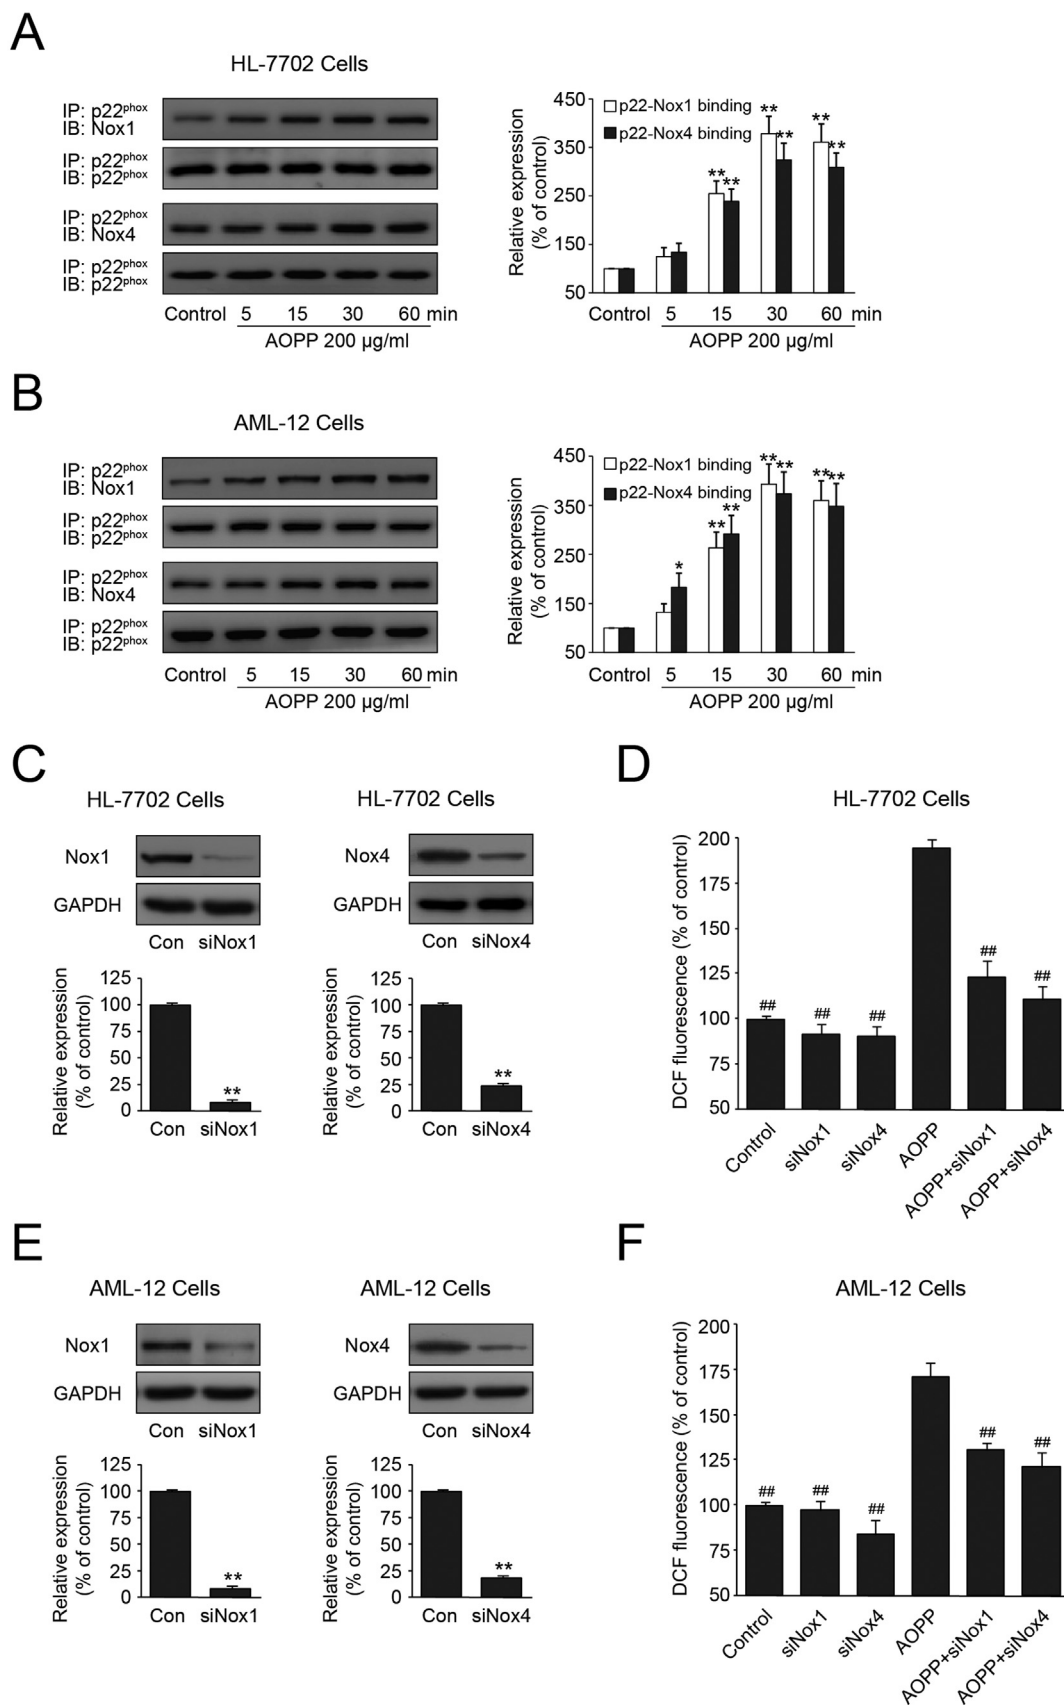 A
HL-7702 Cells
IP: p22phox
IB: Nox1
IP: p22phox
IB: p22phox
IP: p22phox
IB: Nox4
IP: p22phox
IB: p22phox
Control 5 15 30 60 min
AOPP 200 µg/ml
Relative expression
(% of control)
450
350
250
150
50
p22-Nox1 binding
p22-Nox4 binding
** **
** **
** **
Control 5 15 30 60 min
AOPP 200 µg/ml
B
AML-12 Cells
IP: p22phox
IB: Nox1
IP: p22phox
IB: p22phox
IP: p22phox
IB: Nox4
IP: p22phox
IB: p22phox
Control 5 15 30 60 min
AOPP 200 µg/ml
Relative expression
(% of control)
450
350
250
150
50
p22-Nox1 binding
p22-Nox4 binding
*
** **
** **
** **
Control 5 15 30 60 min
AOPP 200 µg/ml
C
HL-7702 Cells
Nox1
GAPDH
Con siNox1
Relative expression
(% of control)
125
100
75
50
25
0
**
Con siNox1
HL-7702 Cells
Nox4
GAPDH
Con siNox4
Relative expression
(% of control)
125
100
75
50
25
0
**
Con siNox4
D
HL-7702 Cells
DCF fluorescence (% of control)
200
175
150
125
100
75
50
## ## ## ## ##
Control siNox1 siNox4 AOPP AOPP+siNox1 AOPP+siNox4
E
AML-12 Cells
Nox1
GAPDH
Con siNox1
Relative expression
(% of control)
125
100
75
50
25
0
**
Con siNox1
AML-12 Cells
Nox4
GAPDH
Con siNox4
Relative expression
(% of control)
125
100
75
50
25
0
**
Con siNox4
F
AML-12 Cells
DCF fluorescence (% of control)
200
175
150
125
100
75
50
## ## ## ## ##
Control siNox1 siNox4 AOPP AOPP+siNox1 AOPP+siNox4